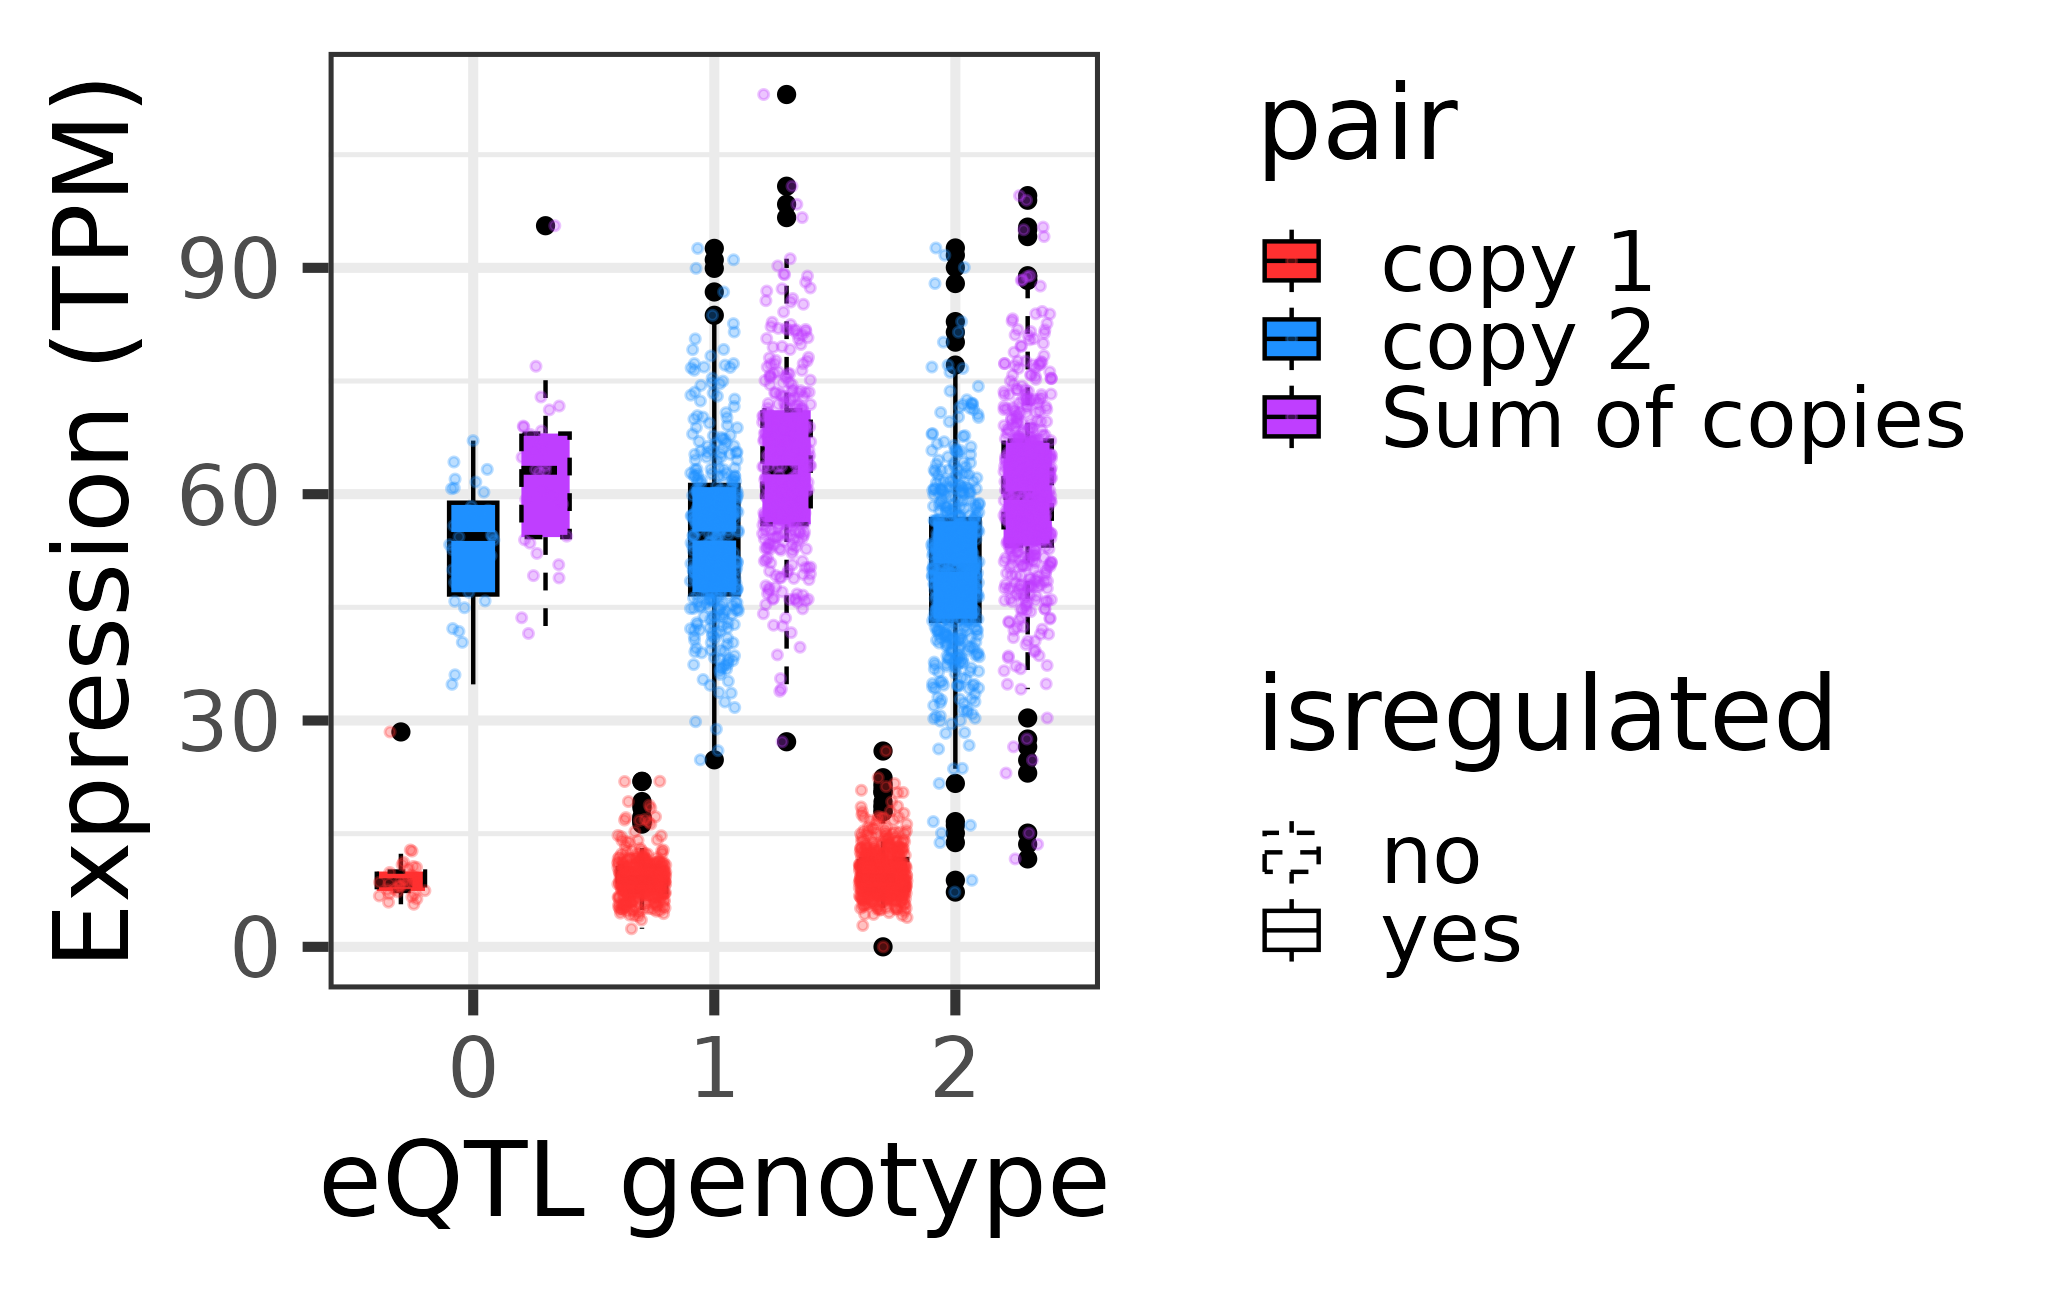 Expression (TPM)
90
60
30
0
0 1 2
eQTL genotype
pair
copy 1
copy 2
Sum of copies
isregulated
no
yes